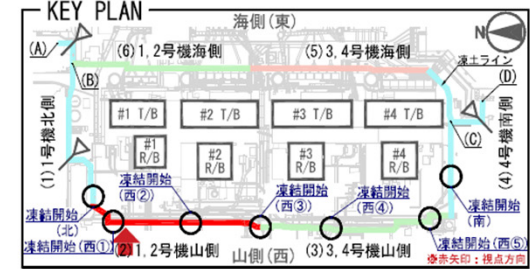 KEY PLAN
海側(東)
N
(A)
(6)1,2号機海側
(5)3,4号機海側
凍土ライン
(B)
(D)
#1 T/B
#2 T/B
#3 T/B
#4 T/B
(C)
(1)1号機北側
#1
R/B
#2
R/B
#3
R/B
#4
R/B
(4)4号機南側
凍結開始
(西②)
凍結開始
(西③)
凍結開始
(西④)
凍結開始
(北)
凍結開始
(南)
凍結開始(西①)
(2)1,2号機山側
(3)3,4号機山側
凍結開始(西⑤)
山側(西)
※赤矢印:視点方向